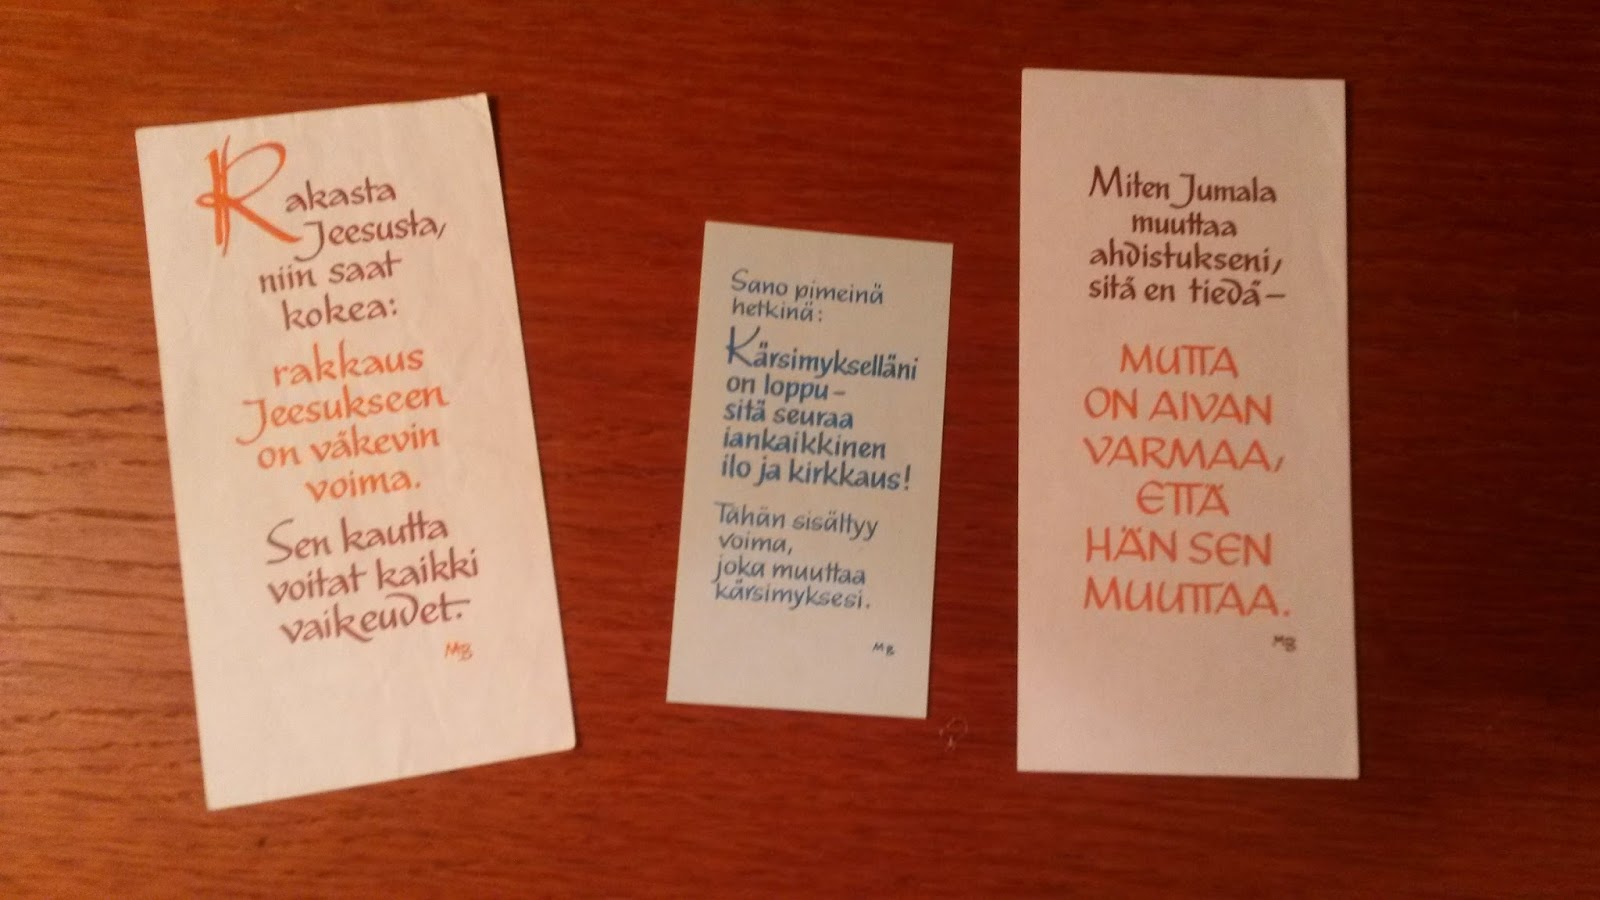 Rakasta
Jeesusta,
niin saat
kokea:
rakkaus
Jeesukseen
on väkevin
voima.
Sen kautta
voitat kaikki
vaikeudet.
MB
Sano pimeinä
hetkinä:
Kärsimykselläni
on loppu –
sitä seuraa
iankaikkinen
ilo ja kirkkaus!
Tähän sisältyy
voima,
joka muuttaa
kärsimyksesi.
MB
Miten Jumala
muuttaa
ahdistukseni,
sitä en tiedä –
MUTTA
ON AIVAN
VARMAA,
ETTÄ
HÄN SEN
MUUTTAA.
MB